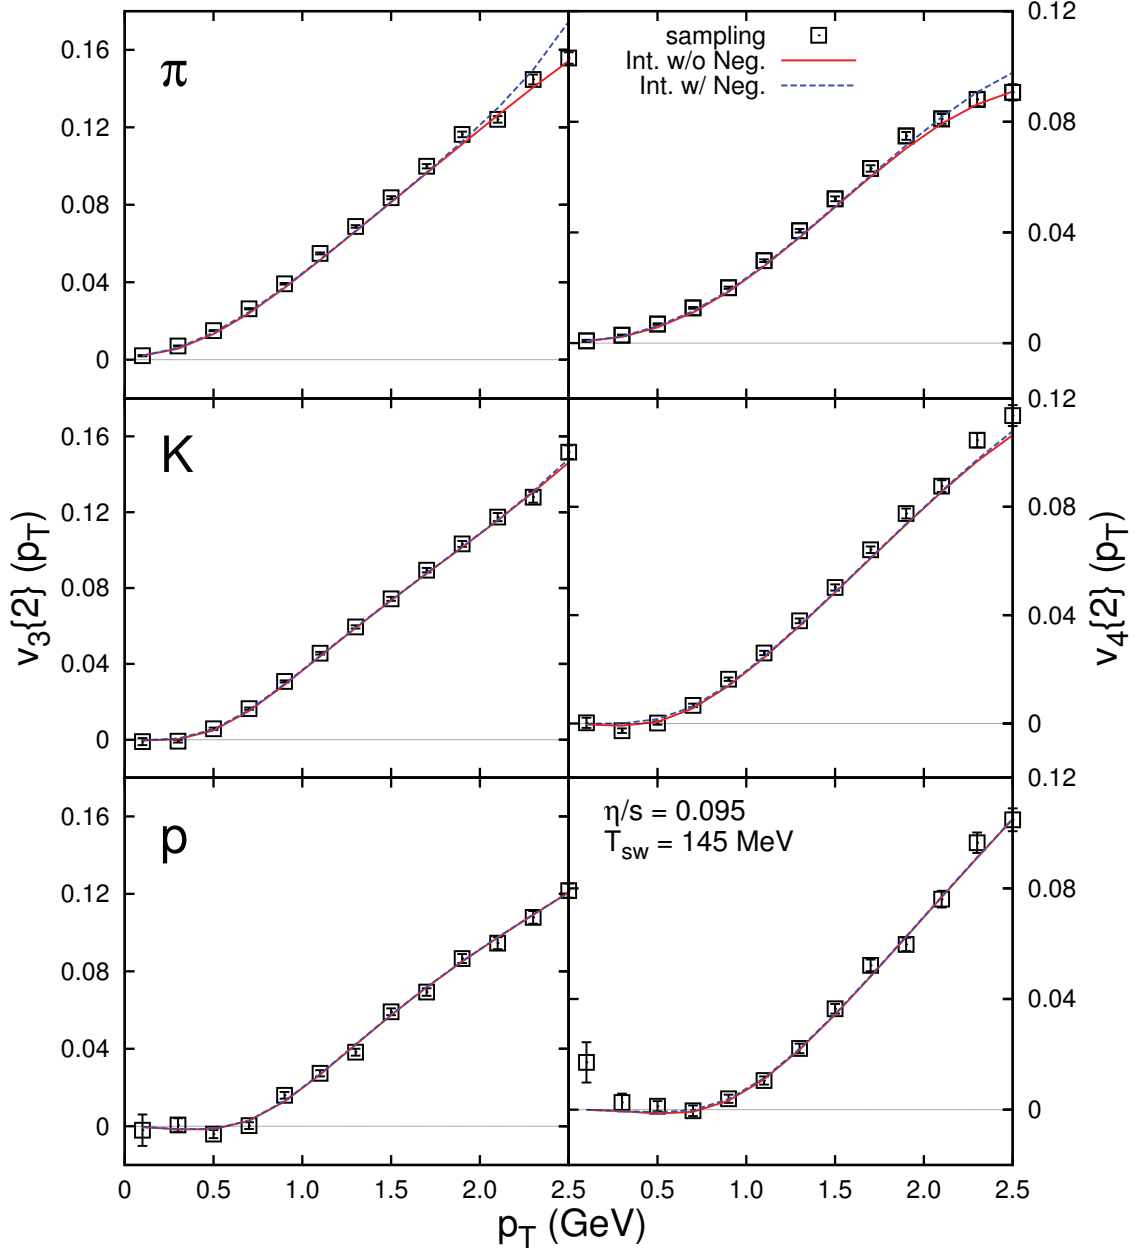 π
0.16
0.12
0.08
0.04
0
sampling
Int. w/o Neg.
Int. w/ Neg.
0.12
0.08
0.04
0
K
0.16
0.12
0.08
0.04
0
0.12
0.08
0.04
0
v3{2} (pT)
v4{2} (pT)
p
0.16
0.12
0.08
0.04
0
η/s = 0.095
Tsw = 145 MeV
0.12
0.08
0.04
0
0 0.5 1.0 1.5 2.0 2.5 0.5 1.0 1.5 2.0 2.5
pT (GeV)